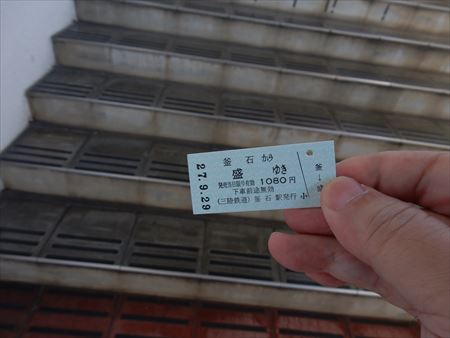 27.9.29
釜石から
盛ゆき
発売当日限り有効 1080円
下車前途無効
(三陸鉄道) 釜石駅発行 小
釜
↓